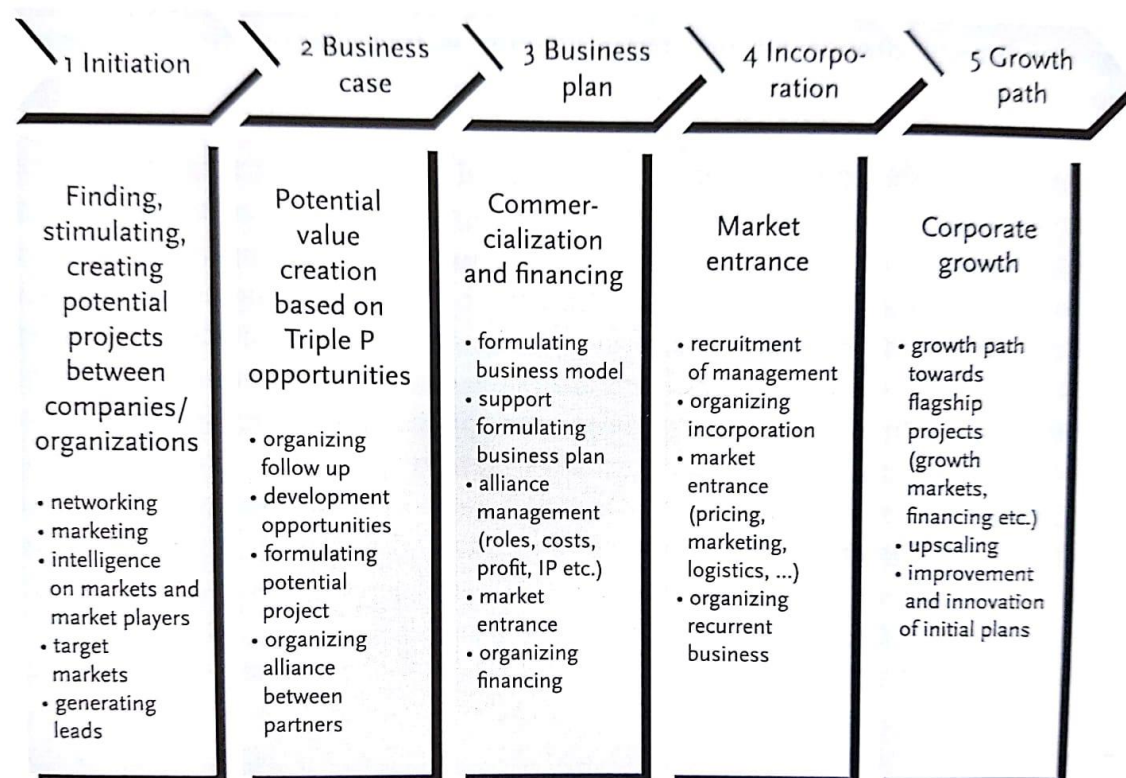 1 Initiation
2 Business
case
3 Business
plan
4 Incorpo-
ration
5 Growth
path
Finding,
stimulating,
creating
potential
projects
between
companies/
organizations
• networking
• marketing
• intelligence
on markets and
market players
• target
markets
• generating
leads
Potential
value
creation
based on
Triple P
opportunities
• organizing
follow up
• development
opportunities
• formulating
potential
project
• organizing
alliance
between
partners
Commer-
cialization
and financing
• formulating
business model
• support
formulating
business plan
• alliance
management
(roles, costs,
profit, IP etc.)
• market
entrance
• organizing
financing
Market
entrance
• recruitment
of management
• organizing
incorporation
• market
entrance
(pricing,
marketing,
logistics, ...)
• organizing
recurrent
business
Corporate
growth
• growth path
towards
flagship
projects
(growth
markets,
financing etc.)
• upscaling
• improvement
and innovation
of initial plans